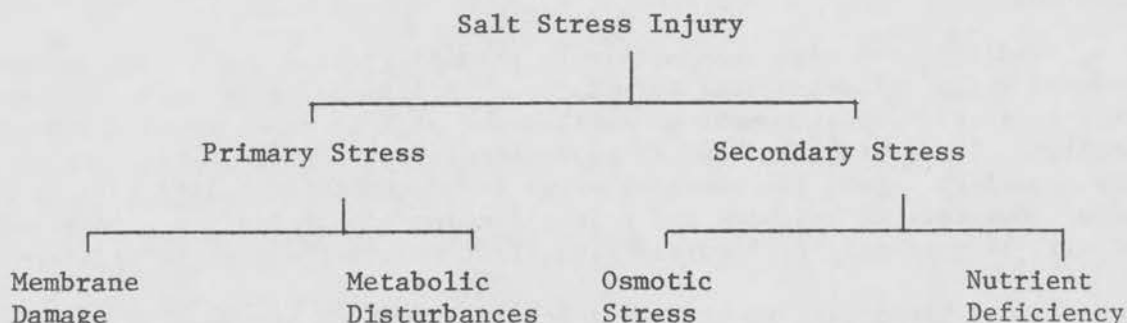 Salt Stress Injury
Primary Stress Secondary Stress
Membrane Damage
Metabolic Disturbances
Osmotic Stress
Nutrient Deficiency